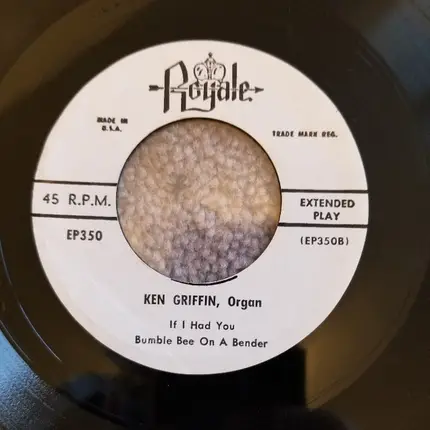 Royale
MADE IN
U.S.A.
TRADE MARK REG.
45 R.P.M.
EXTENDED
PLAY
EP350
(EP350B)
KEN GRIFFIN, Organ
If I Had You
Bumble Bee On A Bender